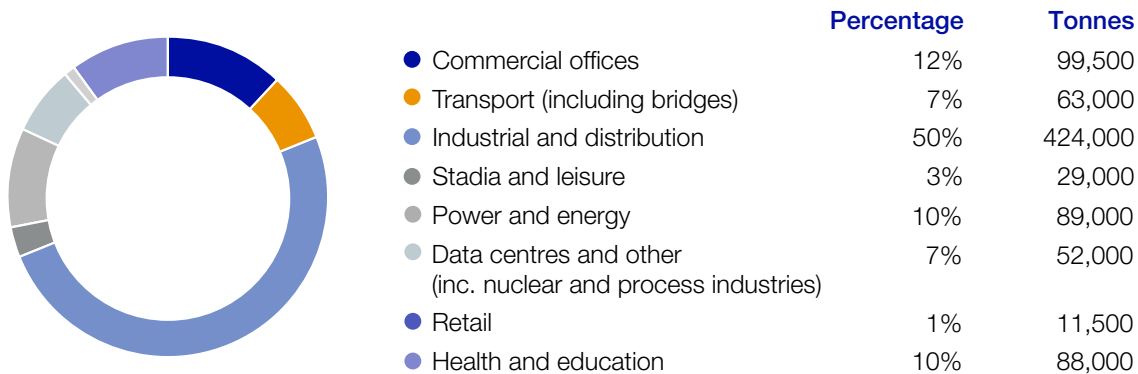 Percentage Tonnes
Commercial offices 12% 99,500
Transport (including bridges) 7% 63,000
Industrial and distribution 50% 424,000
Stadia and leisure 3% 29,000
Power and energy 10% 89,000
Data centres and other 7% 52,000
(inc. nuclear and process industries)
Retail 1% 11,500
Health and education 10% 88,000